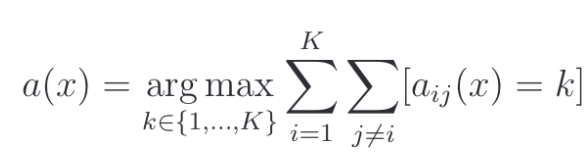 a(x) = arg max_{k∈{1,...,K}} ∑_{i=1}^{K} ∑_{j≠i} [a_{ij}(x) = k]